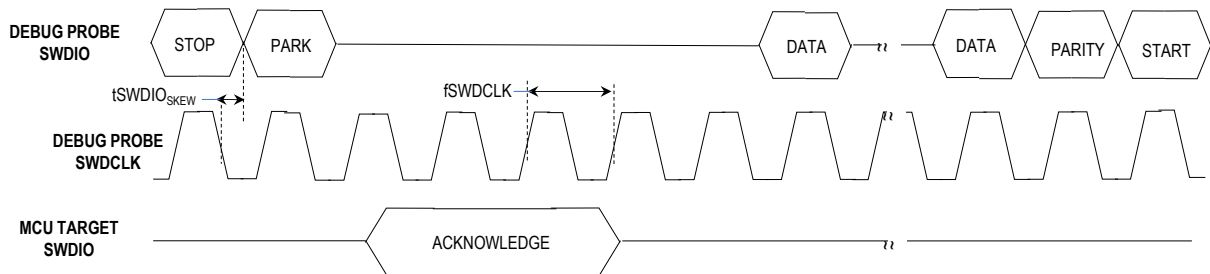 DEBUG PROBE
SWDIO
STOP
PARK
DATA
≈
DATA
PARITY
START
tSWDIOSKEW
fSWDCLK
DEBUG PROBE
SWDCLK
≈
MCU TARGET
SWDIO
ACKNOWLEDGE
≈